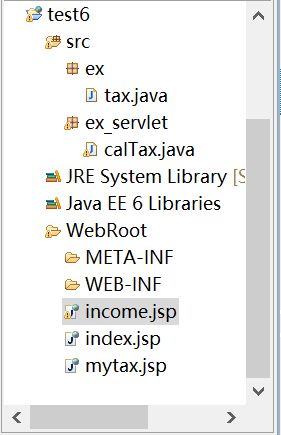 test6
src
ex
tax.java
ex_servlet
calTax.java
JRE System Library [S
Java EE 6 Libraries
WebRoot
META-INF
WEB-INF
income.jsp
index.jsp
mytax.jsp